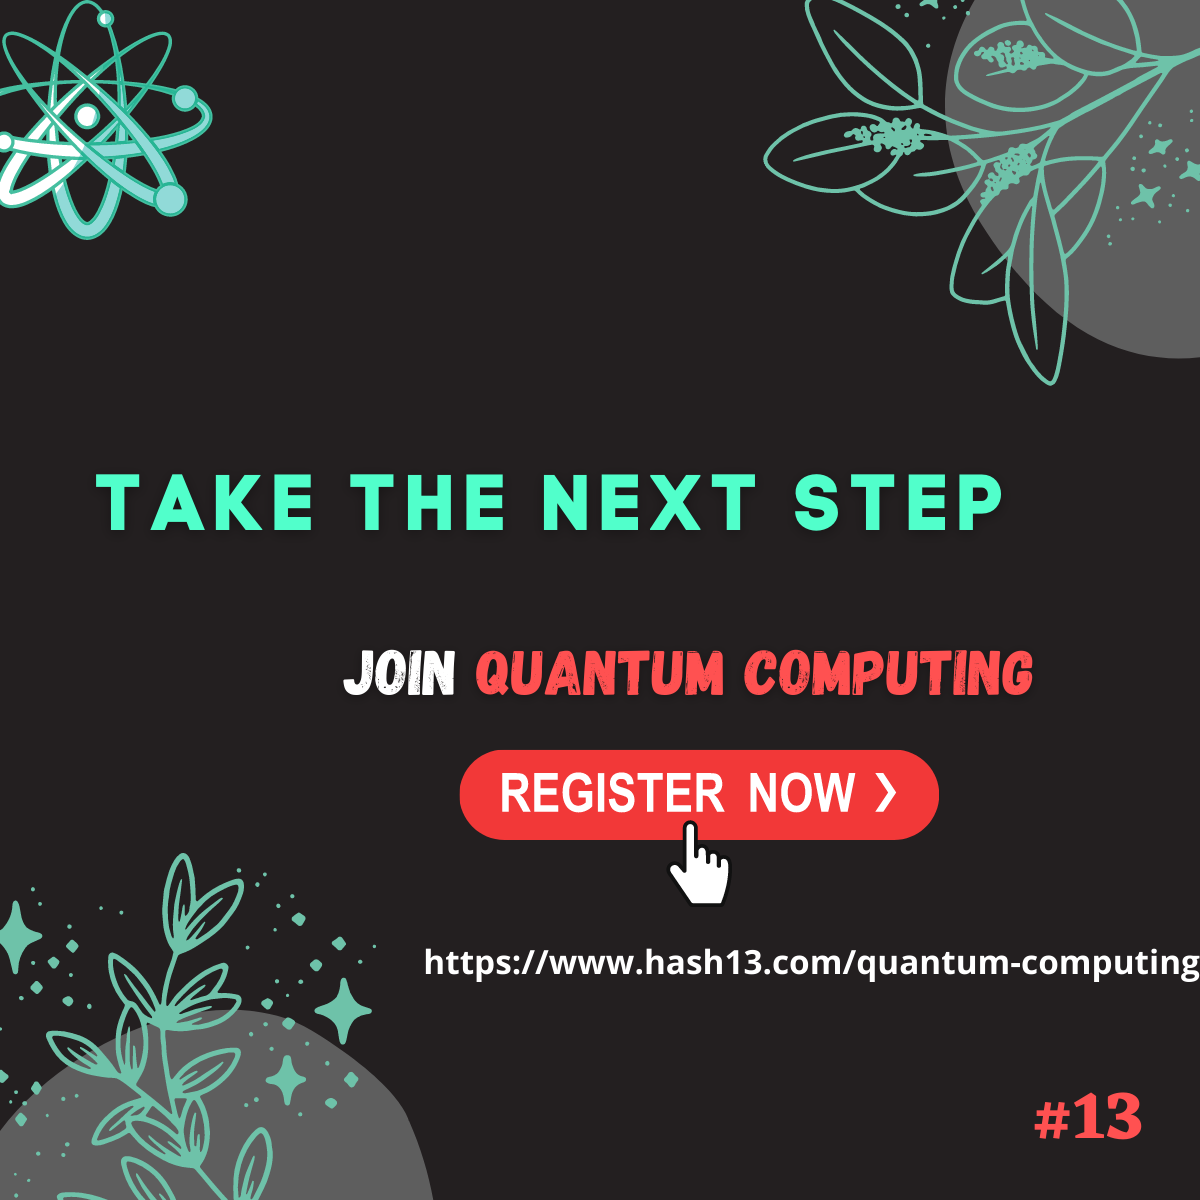 TAKE THE NEXT STEP
JOIN QUANTUM COMPUTING
REGISTER NOW ❯
https://www.hash13.com/quantum-computing
#13